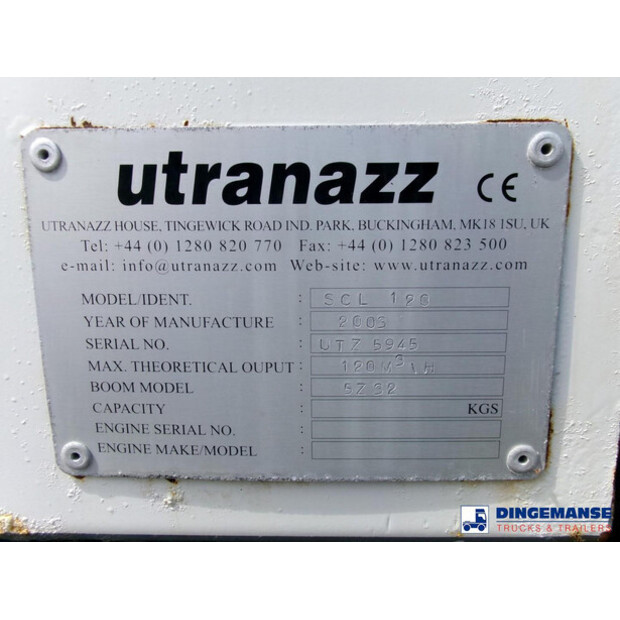 utranazz CE
UTRANAZZ HOUSE, TINGEWICK ROAD IND. PARK, BUCKINGHAM, MK18 1SU, UK
Tel: +44 (0) 1280 820 770 Fax: +44 (0) 1280 823 500
e-mail: info@utranazz.com Web-site: www.utranazz.com
MODEL/IDENT. : SCL 120
YEAR OF MANUFACTURE : 2003
SERIAL NO. : UTZ 5945
MAX. THEORETICAL OUPUT : 120M3\H
BOOM MODEL : 5Z32
CAPACITY : KGS
ENGINE SERIAL NO. :
ENGINE MAKE/MODEL :
DINGEMANSE
TRUCKS & TRAILERS